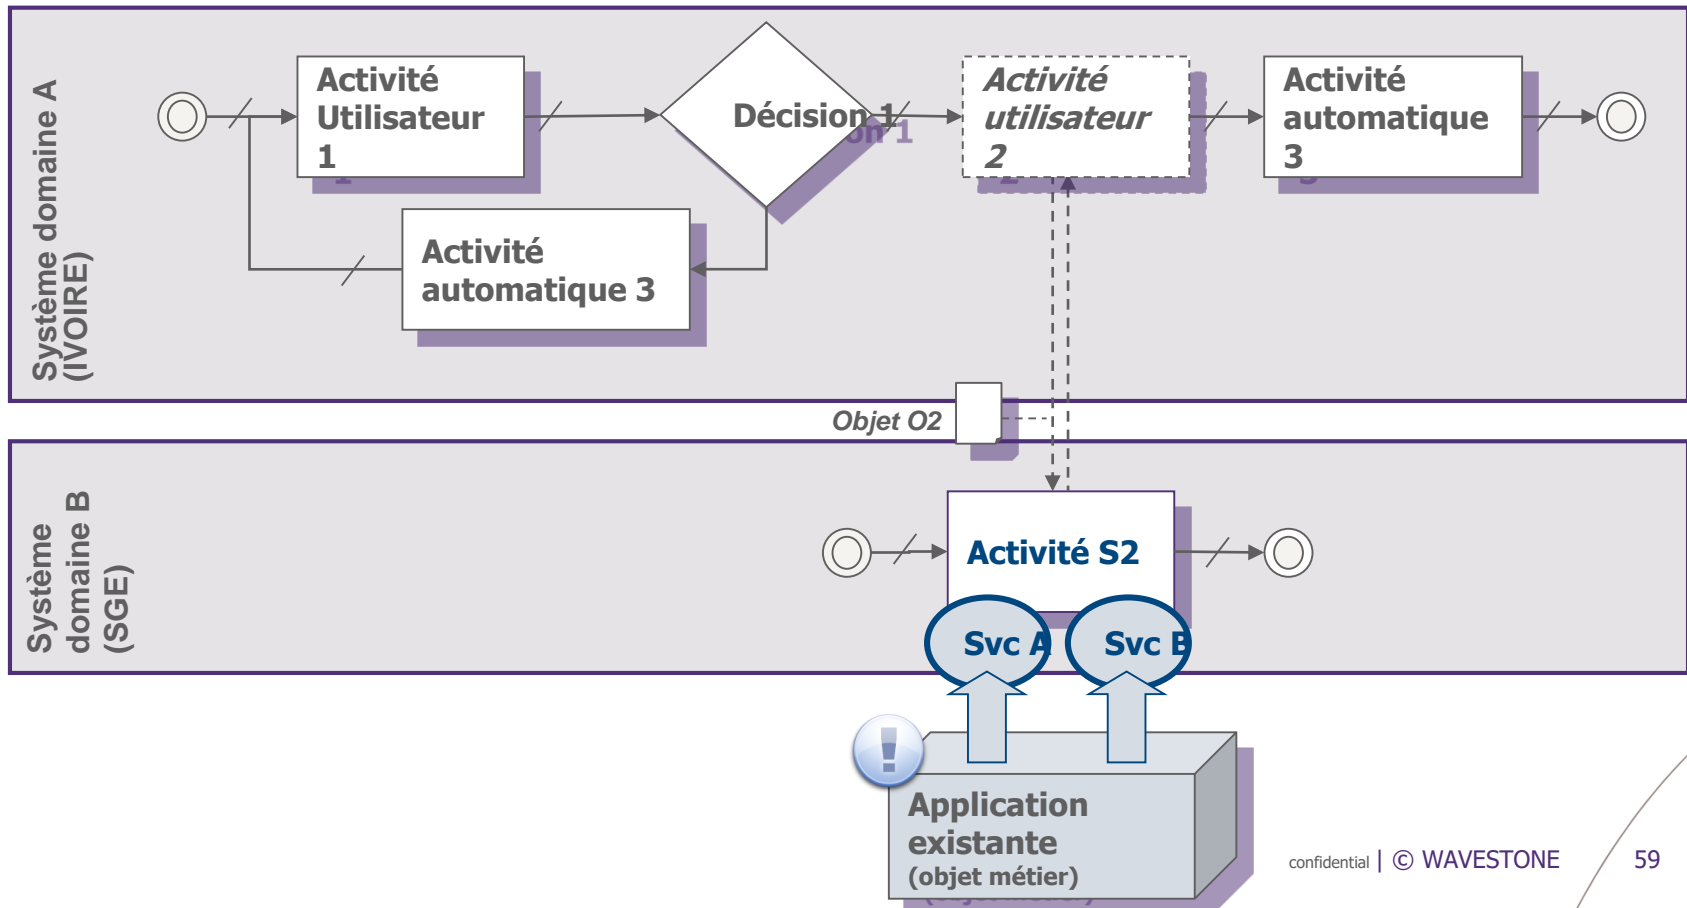 Système domaine A
(IVOIRE)
Activité
Utilisateur
1
Décision 1
Activité
utilisateur
2
Activité
automatique
3
Activité
automatique 3
Objet O2
Système
domaine B
(SGE)
Activité S2
Svc A
Svc B
!
Application
existante
(objet métier)
confidential | © WAVESTONE
59